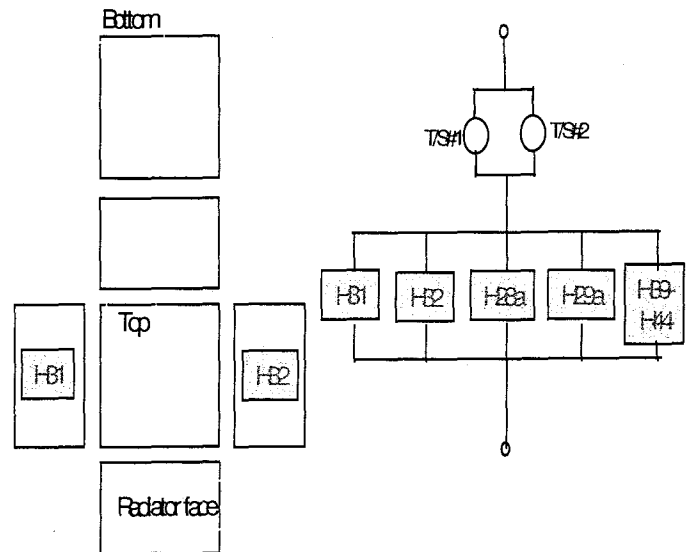 Bottom
T/S#1
T/S#2
H31
H32
H28a
H29a
H39-
H44
Top
H31
H32
Radiator face